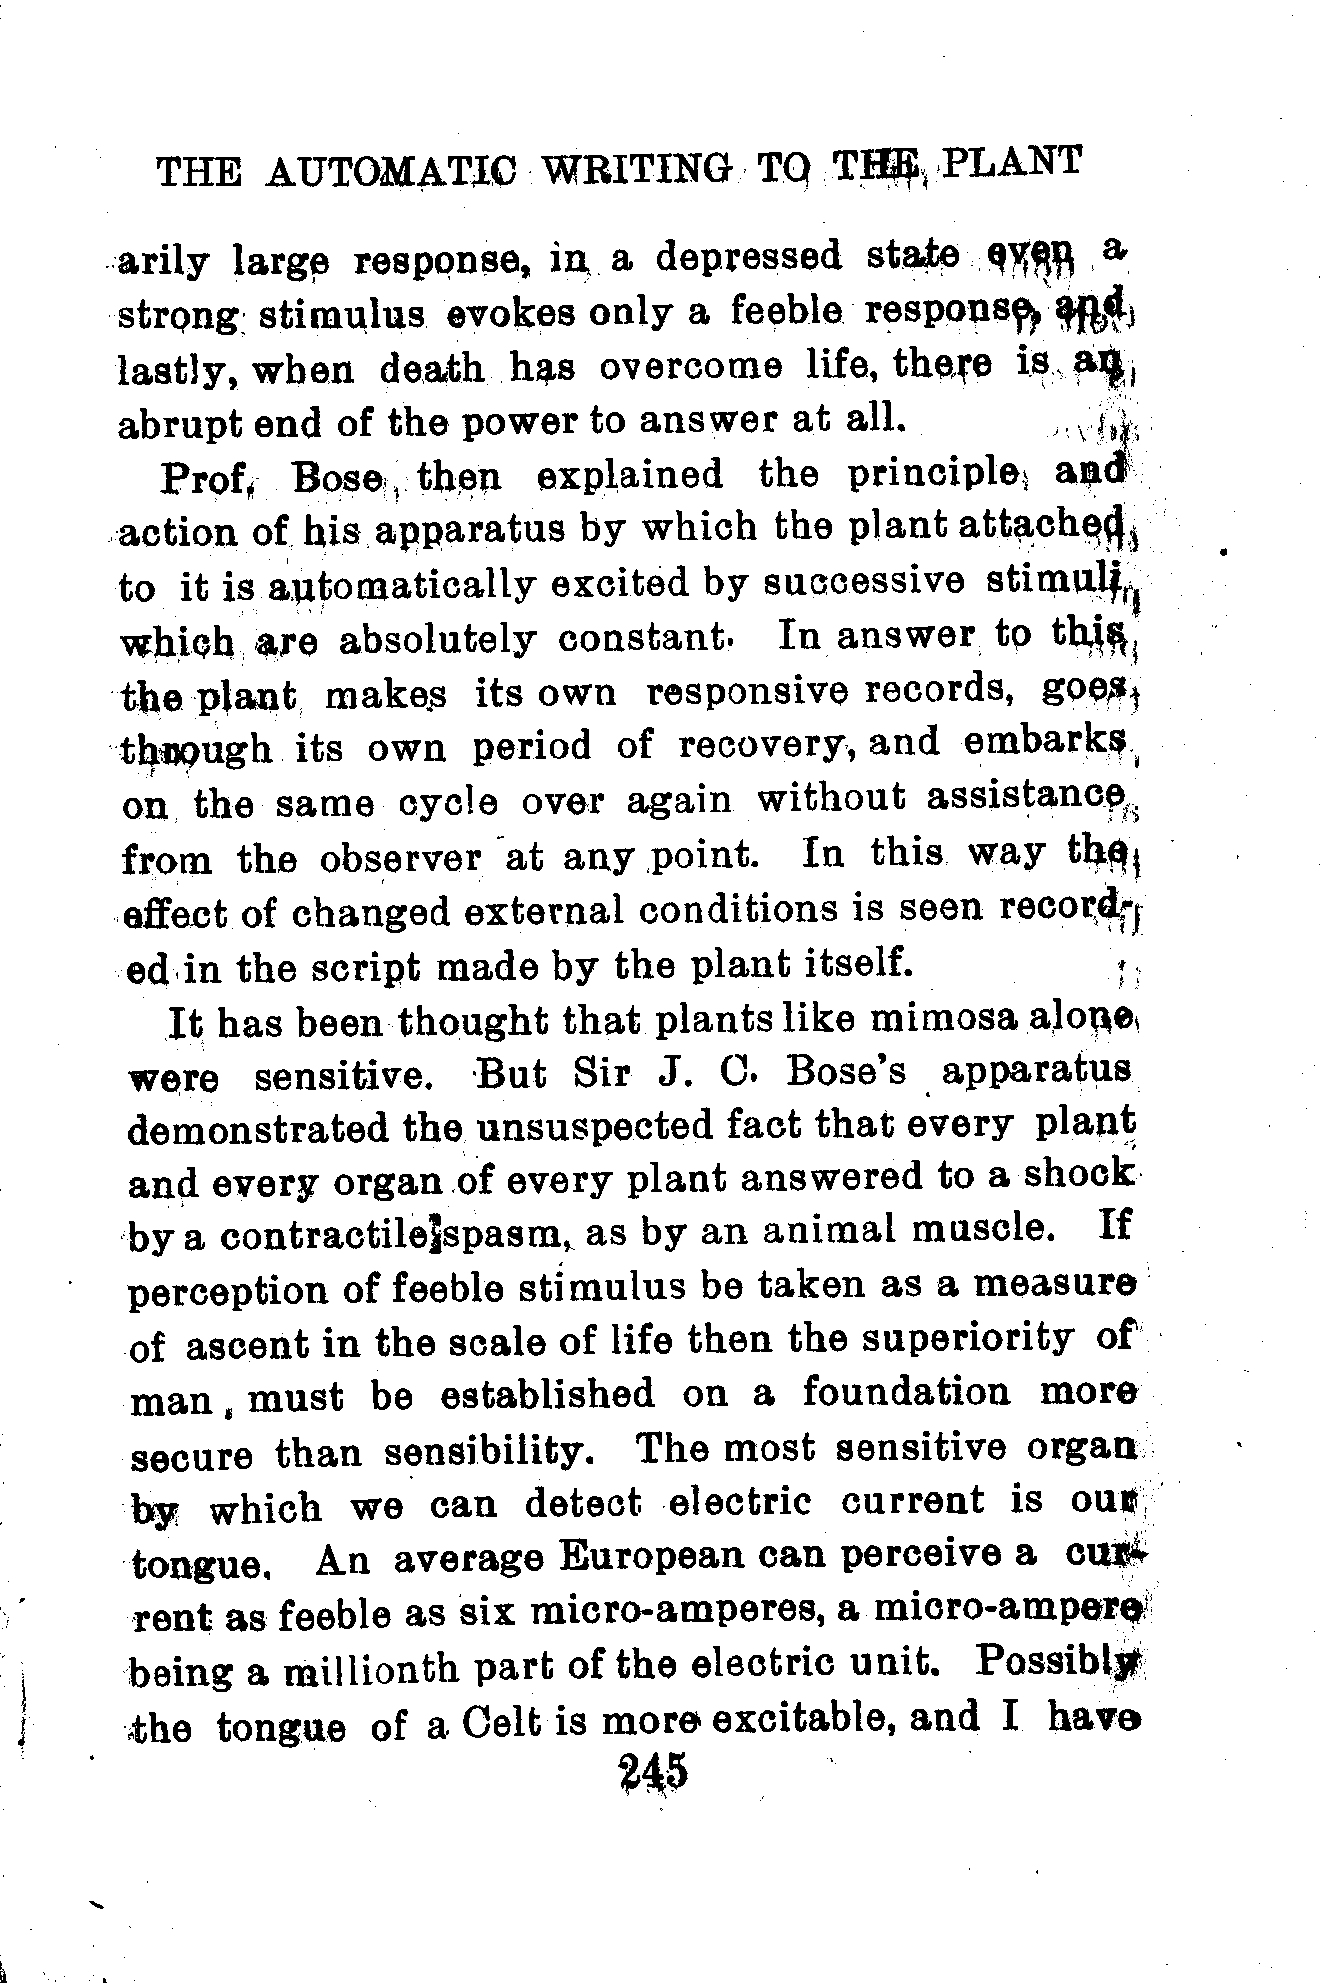 THE AUTOMATIC WRITING TO THE PLANT
arily large response, in a depressed state even a
strong stimulus evokes only a feeble response, and
lastly, when death has overcome life, there is an
abrupt end of the power to answer at all.
Prof. Bose, then explained the principle and
action of his apparatus by which the plant attached
to it is automatically excited by successive stimuli
which are absolutely constant. In answer to this
the plant makes its own responsive records, goes
through its own period of recovery, and embarks
on the same cycle over again without assistance
from the observer at any point. In this way the
effect of changed external conditions is seen record-
ed in the script made by the plant itself.
It has been thought that plants like mimosa alone
were sensitive. But Sir J. C. Bose's apparatus
demonstrated the unsuspected fact that every plant
and every organ of every plant answered to a shock
by a contractile spasm, as by an animal muscle. If
perception of feeble stimulus be taken as a measure
of ascent in the scale of life then the superiority of
man, must be established on a foundation more
secure than sensibility. The most sensitive organ
by which we can detect electric current is our
tongue. An average European can perceive a cur-
rent as feeble as six micro-amperes, a micro-ampere
being a millionth part of the electric unit. Possibly
the tongue of a Celt is more excitable, and I have
245